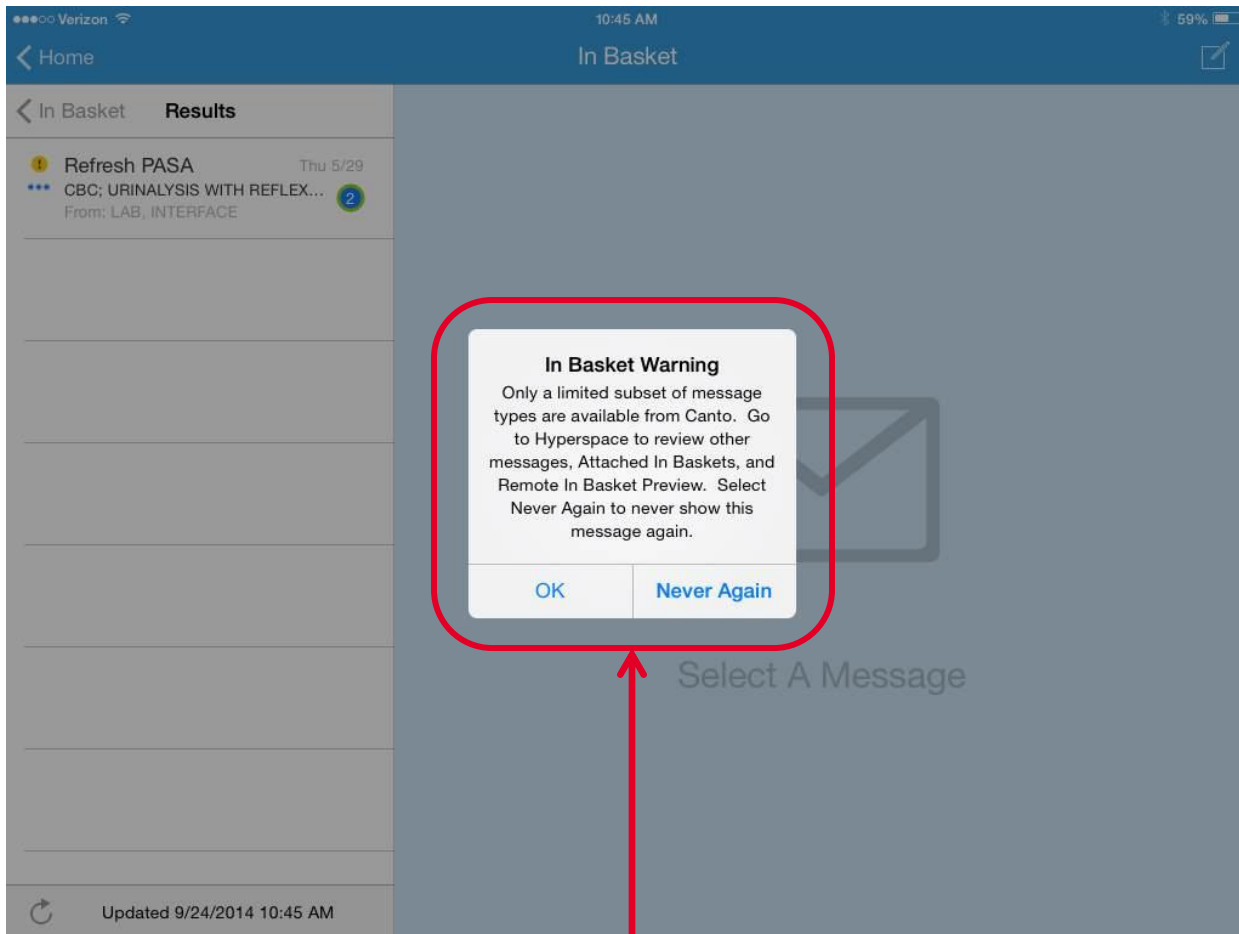 Verizon 10:45 AM 59%
Home In Basket
In Basket Results
Refresh PASA Thu 5/29
CBC; URINALYSIS WITH REFLEX... 2
From: LAB, INTERFACE
In Basket Warning
Only a limited subset of message
types are available from Canto. Go
to Hyperspace to review other
messages, Attached In Baskets, and
Remote In Basket Preview. Select
Never Again to never show this
message again.
OK Never Again
Select A Message
Updated 9/24/2014 10:45 AM